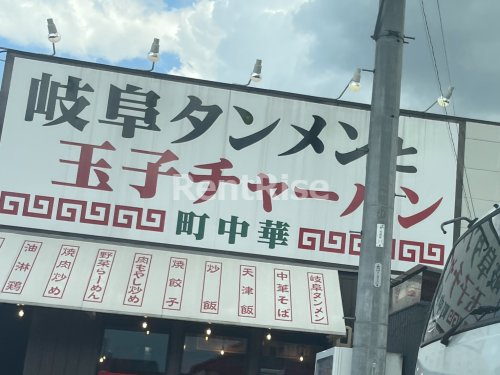 岐阜タンメンと
玉子チャーハン
町中華
RentRise
油淋鶏
焼肉炒め
野菜らーめん
肉もやし炒め
焼餃子
炒飯
天津飯
中華そば
岐阜タンメン